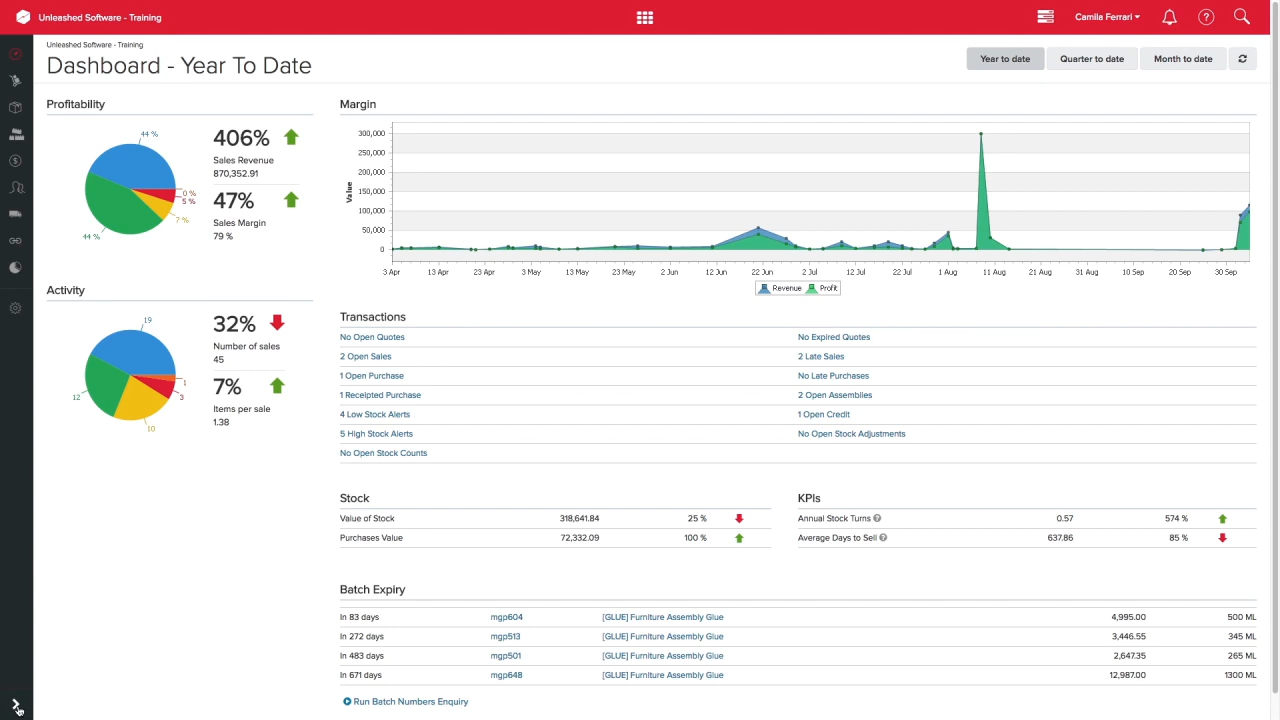 Unleashed Software - Training
Camila Ferrari
Unleashed Software - Training
Dashboard - Year To Date
Year to date
Quarter to date
Month to date
Profitability
44 %
0 %
5 %
7 %
44 %
406%
Sales Revenue
870,352.91
47%
Sales Margin
79 %
Margin
Value
300,000
250,000
200,000
150,000
100,000
50,000
0
3 Apr 13 Apr 23 Apr 3 May 13 May 23 May 2 Jun 12 Jun 22 Jun 2 Jul 12 Jul 22 Jul 1 Aug 11 Aug 21 Aug 31 Aug 10 Sep 20 Sep 30 Sep
Revenue Profit
Activity
19
1
3
10
12
32%
Number of sales
45
7%
Items per sale
1.38
Transactions
No Open Quotes No Expired Quotes
2 Open Sales 2 Late Sales
1 Open Purchase No Late Purchases
1 Receipted Purchase 2 Open Assemblies
4 Low Stock Alerts 1 Open Credit
5 High Stock Alerts No Open Stock Adjustments
No Open Stock Counts
Stock
Value of Stock 318,641.84 25 %
Purchases Value 72,332.09 100 %
KPIs
Annual Stock Turns ? 0.57 574 %
Average Days to Sell ? 637.86 85 %
Batch Expiry
In 83 days mgp604 [GLUE] Furniture Assembly Glue 4,995.00 500 ML
In 272 days mgp513 [GLUE] Furniture Assembly Glue 3,446.55 345 ML
In 483 days mgp501 [GLUE] Furniture Assembly Glue 2,647.35 265 ML
In 671 days mgp648 [GLUE] Furniture Assembly Glue 12,987.00 1300 ML
Run Batch Numbers Enquiry